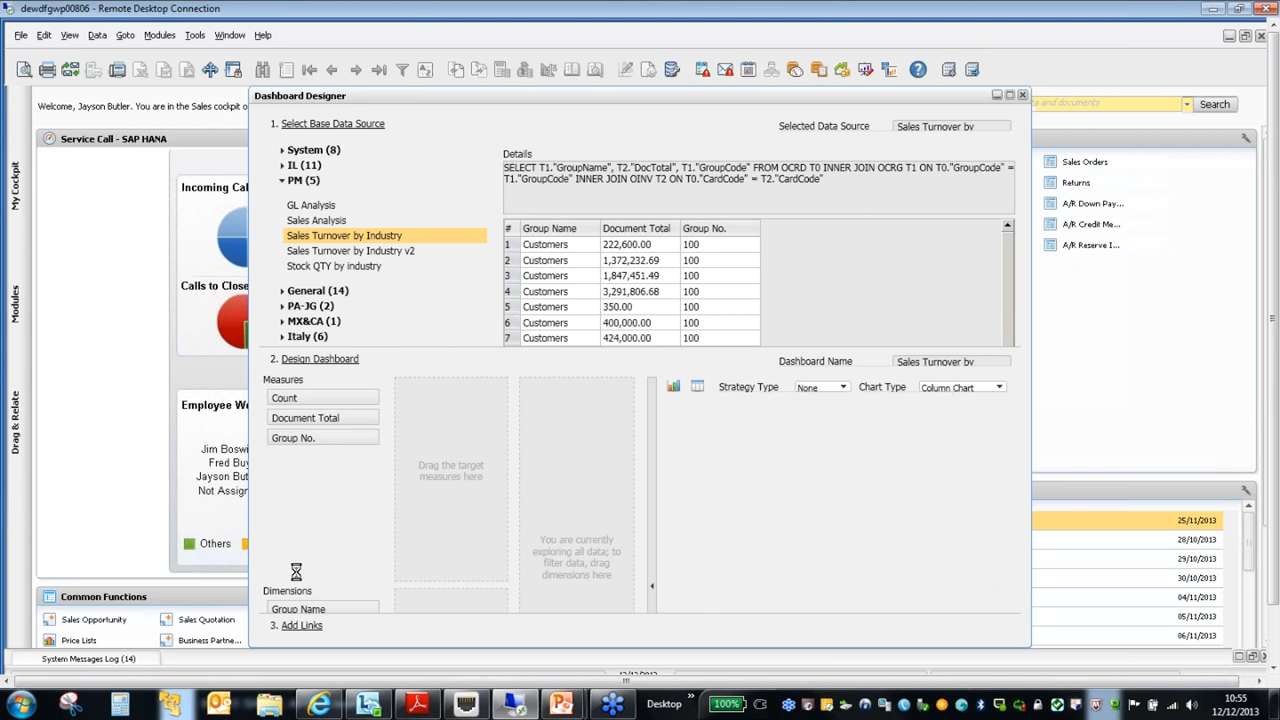 dewdfgwp00806 - Remote Desktop Connection
File Edit View Data Goto Modules Tools Window Help
Welcome, Jayson Butler. You are in the Sales cockpit o
Search
Dashboard Designer
My Cockpit
Modules
Drag & Relate
Service Call - SAP HANA
Incoming Cal
Calls to Close
Employee Wo
Jim Boswi
Fred Buy
Jayson Butle
Not Assign
Others
Common Functions
Sales Opportunity
Sales Quotation
Price Lists
Business Partne...
System Messages Log (14)
1. Select Base Data Source
Selected Data Source
Sales Turnover by
System (8)
IL (11)
PM (5)
GL Analysis
Sales Analysis
Sales Turnover by Industry
Sales Turnover by Industry v2
Stock QTY by industry
General (14)
PA-JG (2)
MX&CA (1)
Italy (6)
Details
SELECT T1."GroupName", T2."DocTotal", T1."GroupCode" FROM OCRD T0 INNER JOIN OCRG T1 ON T0."GroupCode" =
T1."GroupCode" INNER JOIN OINV T2 ON T0."CardCode" = T2."CardCode"
# Group Name Document Total Group No.
1 Customers 222,600.00 100
2 Customers 1,372,232.69 100
3 Customers 1,847,451.49 100
4 Customers 3,291,806.68 100
5 Customers 350.00 100
6 Customers 400,000.00 100
7 Customers 424,000.00 100
2. Design Dashboard
Dashboard Name
Sales Turnover by
Measures
Count
Document Total
Group No.
Drag the target
measures here
You are currently
exploring all data; to
filter data, drag
dimensions here
Strategy Type None Chart Type Column Chart
Dimensions
Group Name
3. Add Links
Sales Orders
Returns
A/R Down Pay...
A/R Credit Me...
A/R Reserve I...
25/11/2013
28/10/2013
29/10/2013
30/10/2013
04/11/2013
05/11/2013
06/11/2013
Desktop
100%
10:55
12/12/2013